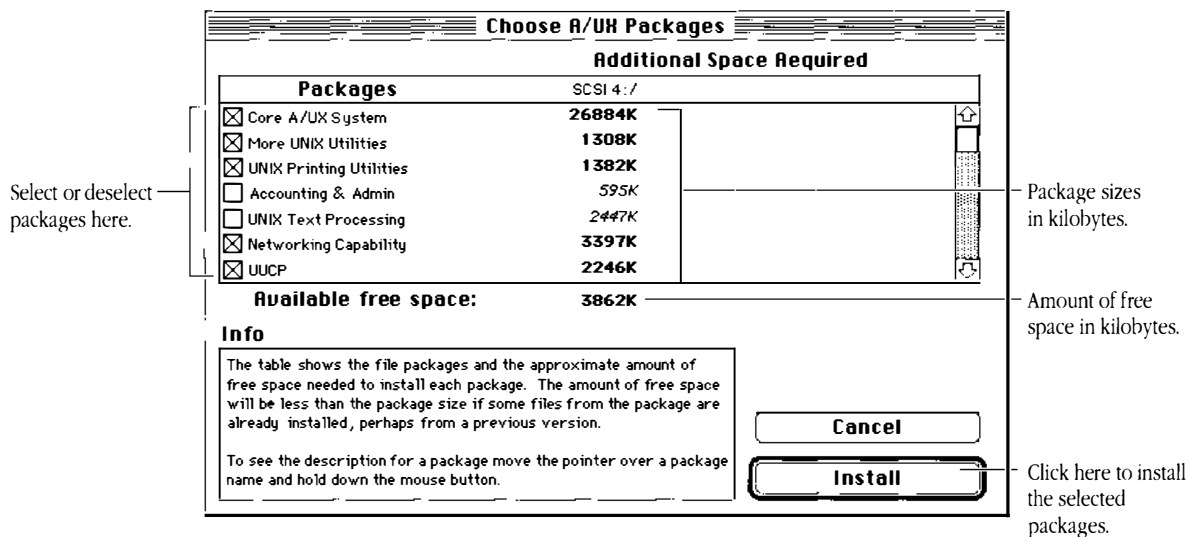 Choose A/UX Packages
Additional Space Required
Packages SCSI 4:/
Core A/UX System 26884K
More UNIX Utilities 1308K
UNIX Printing Utilities 1382K
Accounting & Admin 595K
UNIX Text Processing 2447K
Networking Capability 3397K
UUCP 2246K
Available free space: 3862K
Select or deselect
packages here.
Package sizes
in kilobytes.
Amount of free
space in kilobytes.
Info
The table shows the file packages and the approximate amount of
free space needed to install each package. The amount of free space
will be less than the package size if some files from the package are
already installed, perhaps from a previous version.
To see the description for a package move the pointer over a package
name and hold down the mouse button.
Cancel
Install
Click here to install
the selected
packages.